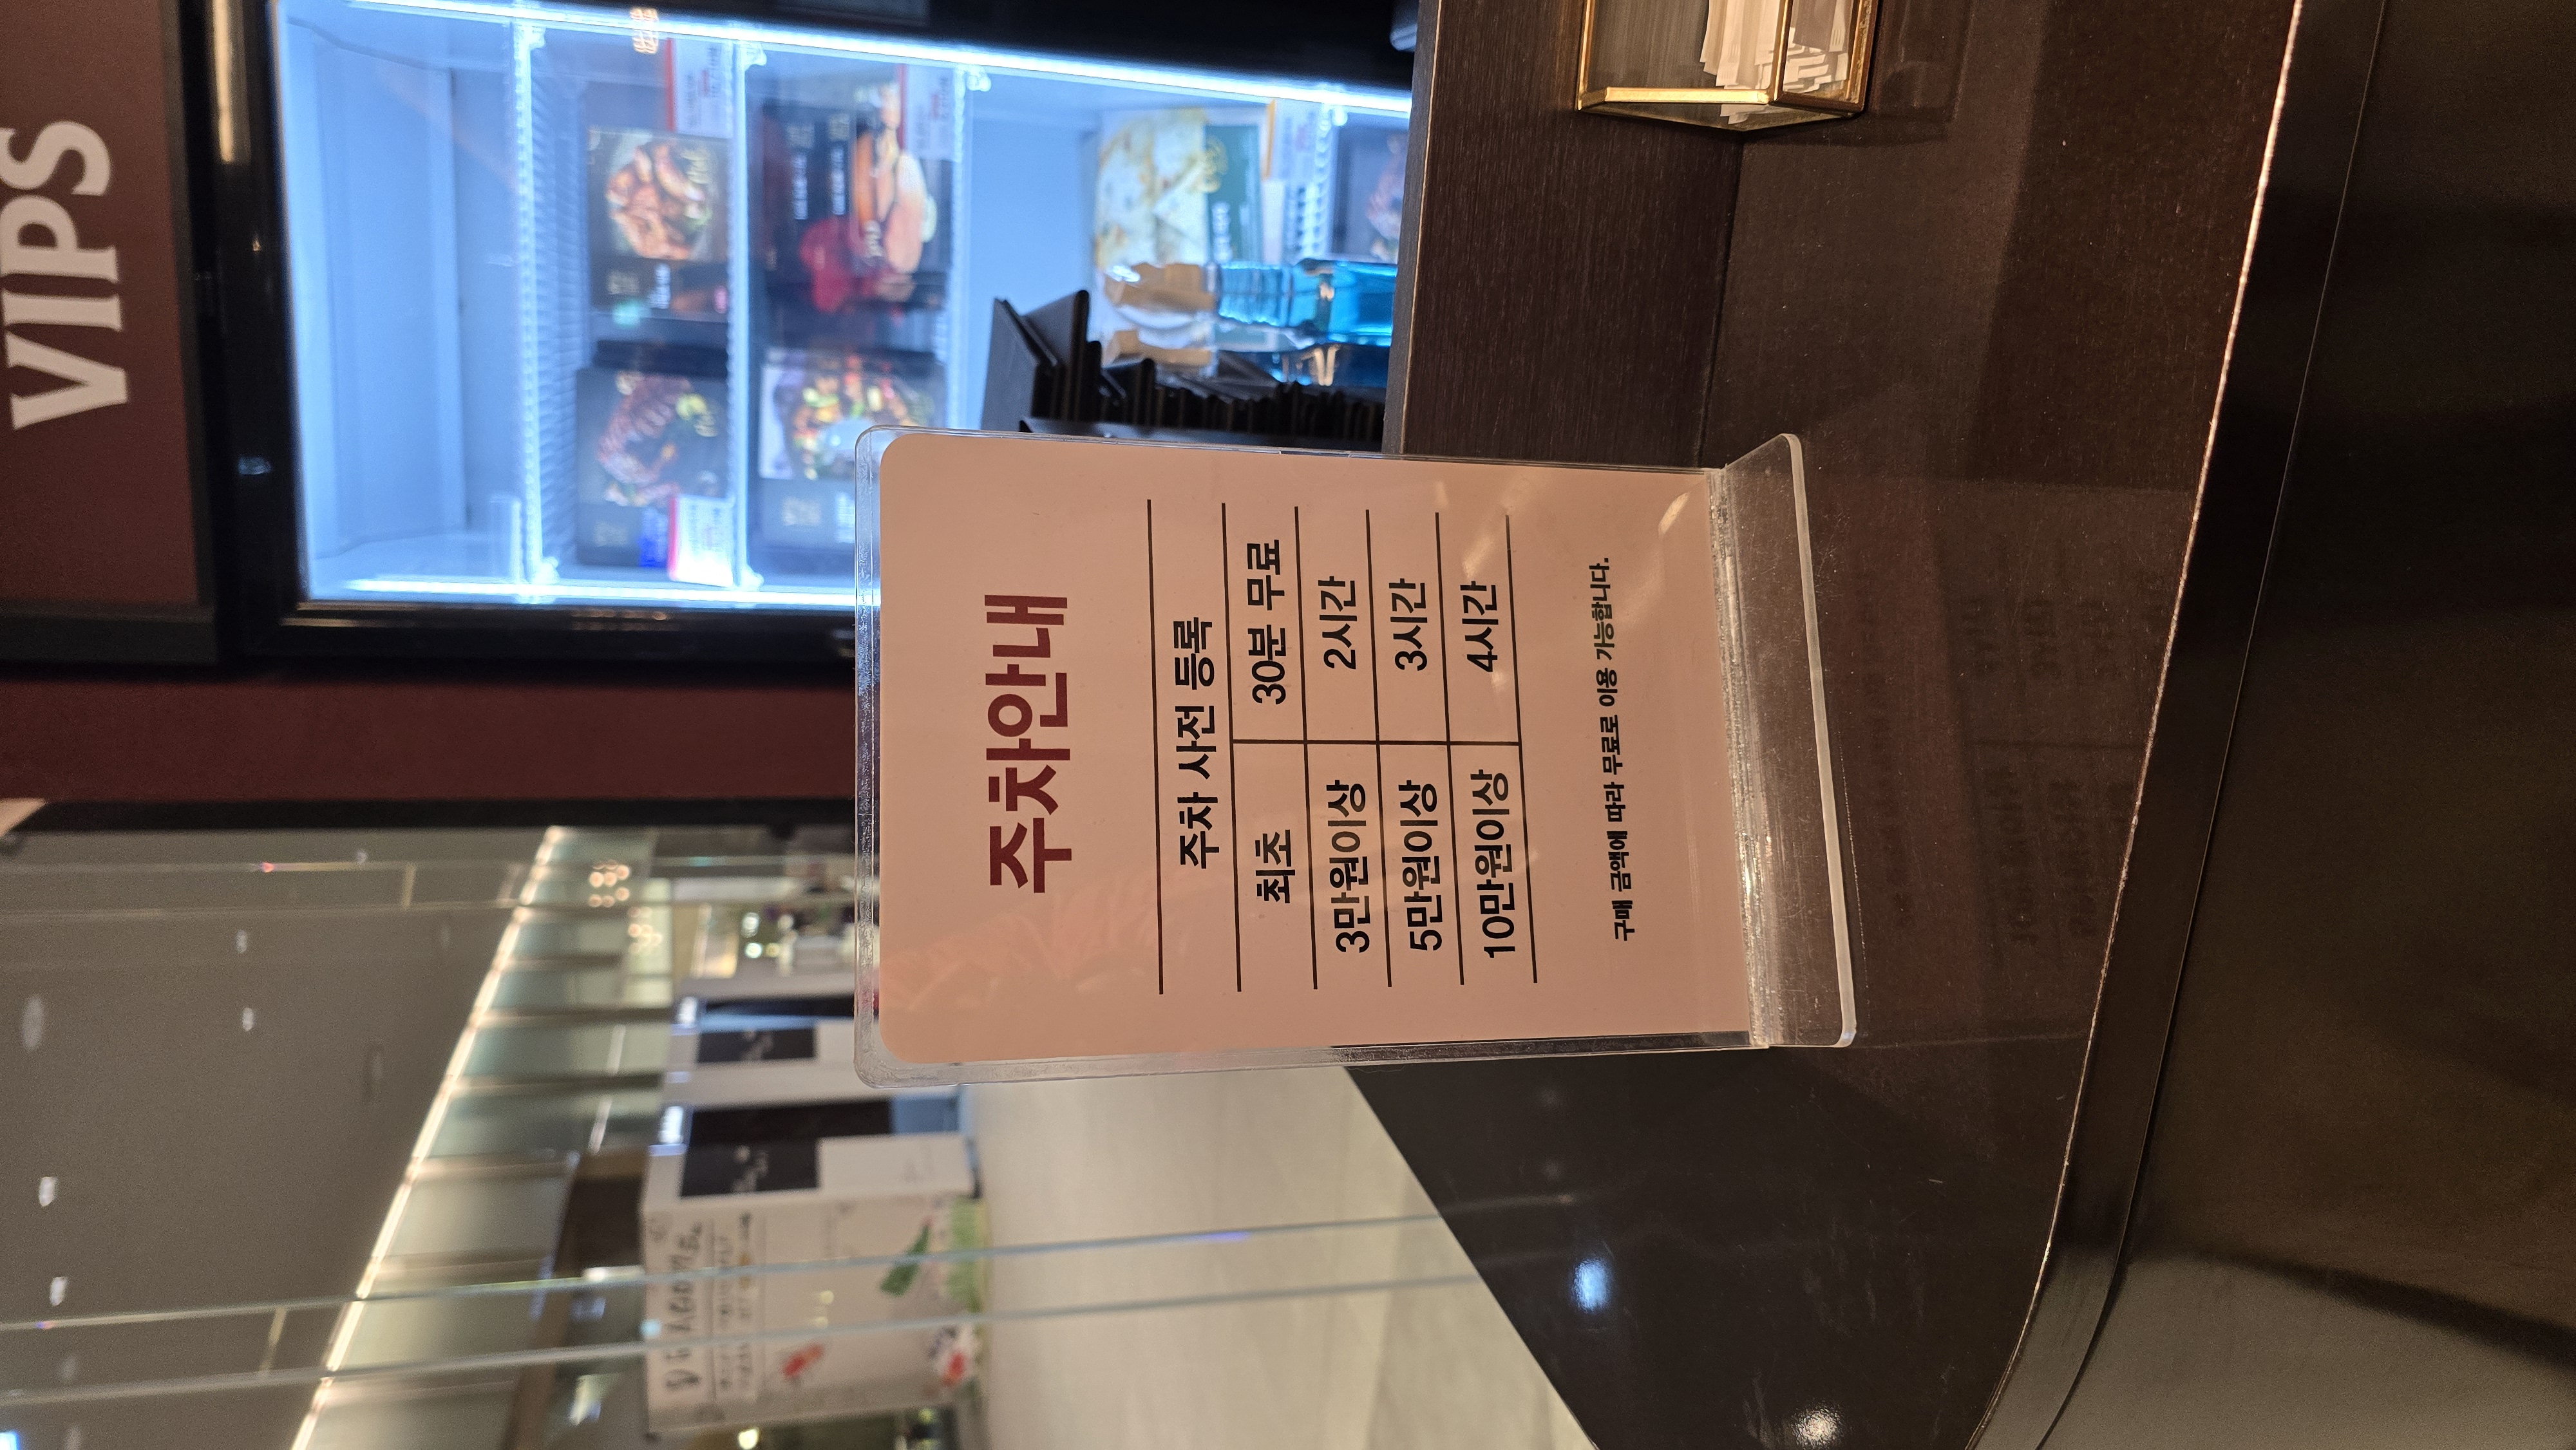 VIPS
주차안내
주차 사전 등록
최초 30분 무료
3만원이상 2시간
5만원이상 3시간
10만원이상 4시간
구매 금액에 따라 무료로 이용 가능합니다.